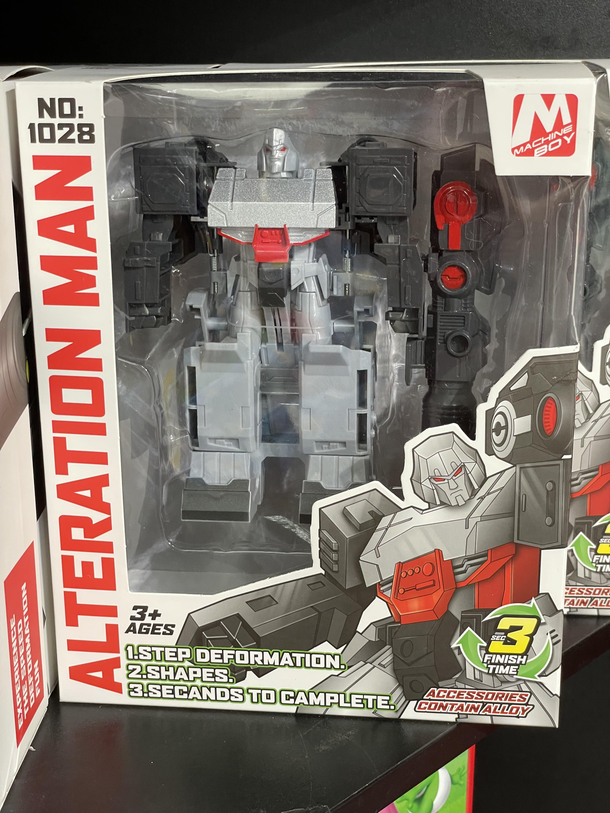 NO:
1028
ALTERATION MAN
M
MACHINE
BOY
3+
AGES
1.STEP DEFORMATION.
2.SHAPES.
3.SECANDS TO CAMPLETE.
SEC
3
FINISH
TIME
ACCESSORIES
CONTAIN ALLOY